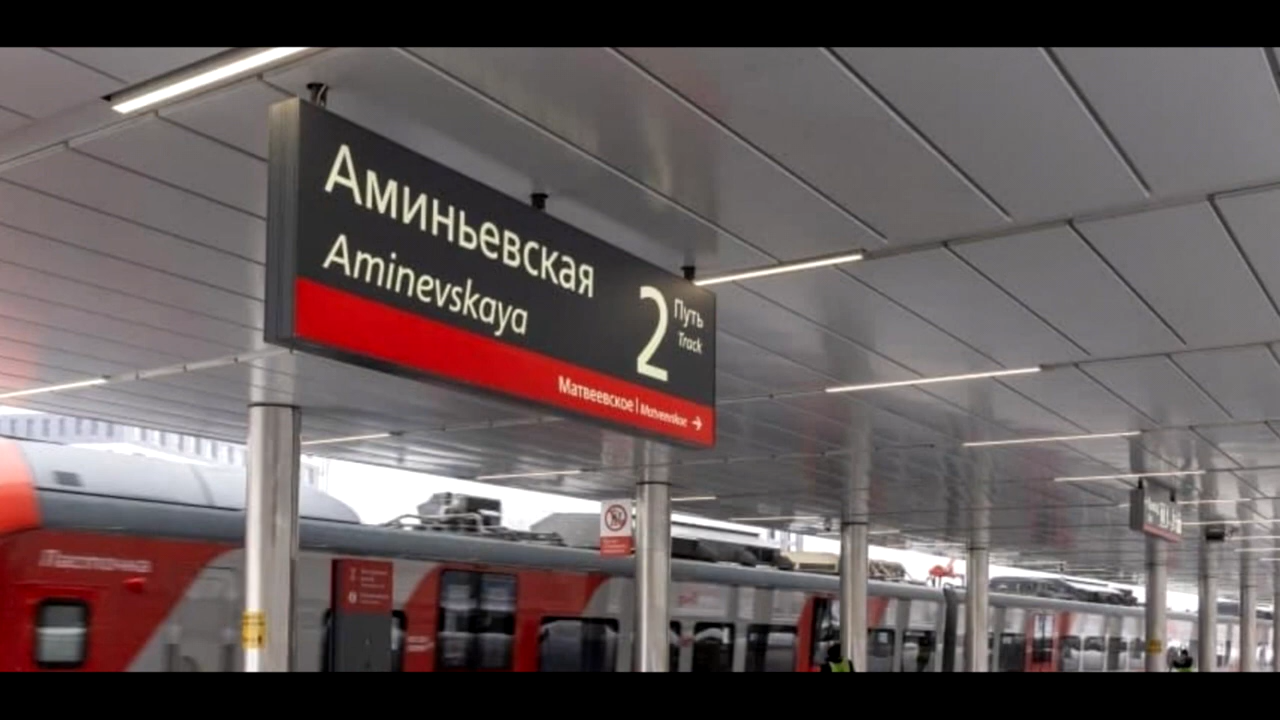 Аминьевская
Aminevskaya
2 Путь
Track
Матвеевское | Matveevskoe →
Ласточка